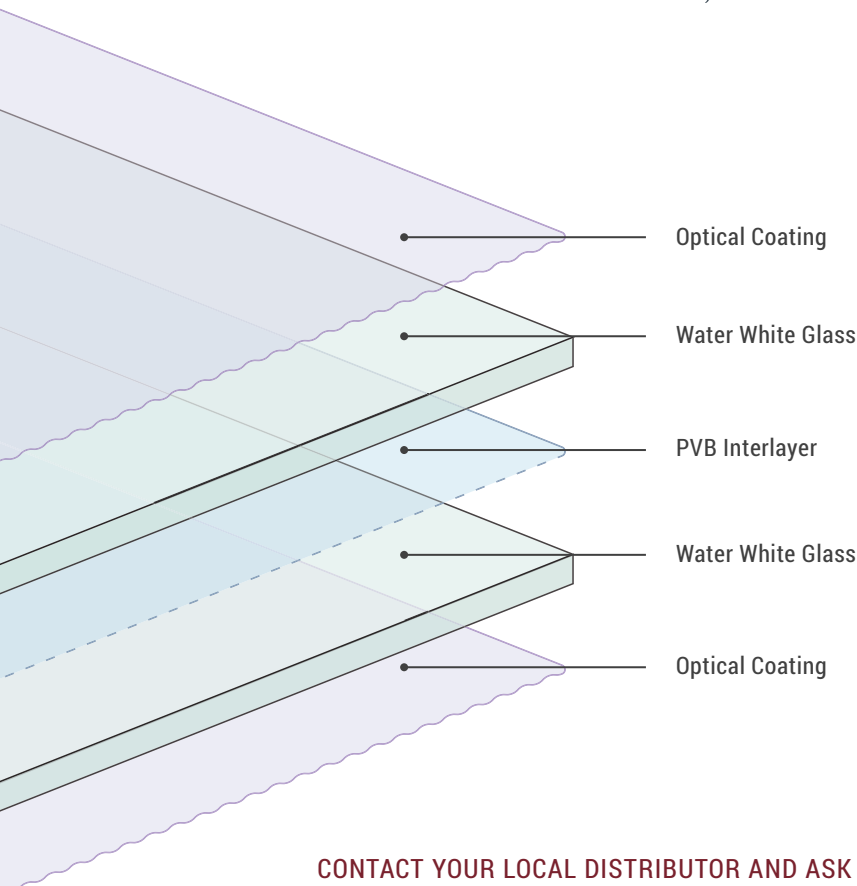 Optical Coating
Water White Glass
PVB Interlayer
Water White Glass
Optical Coating
CONTACT YOUR LOCAL DISTRIBUTOR AND ASK